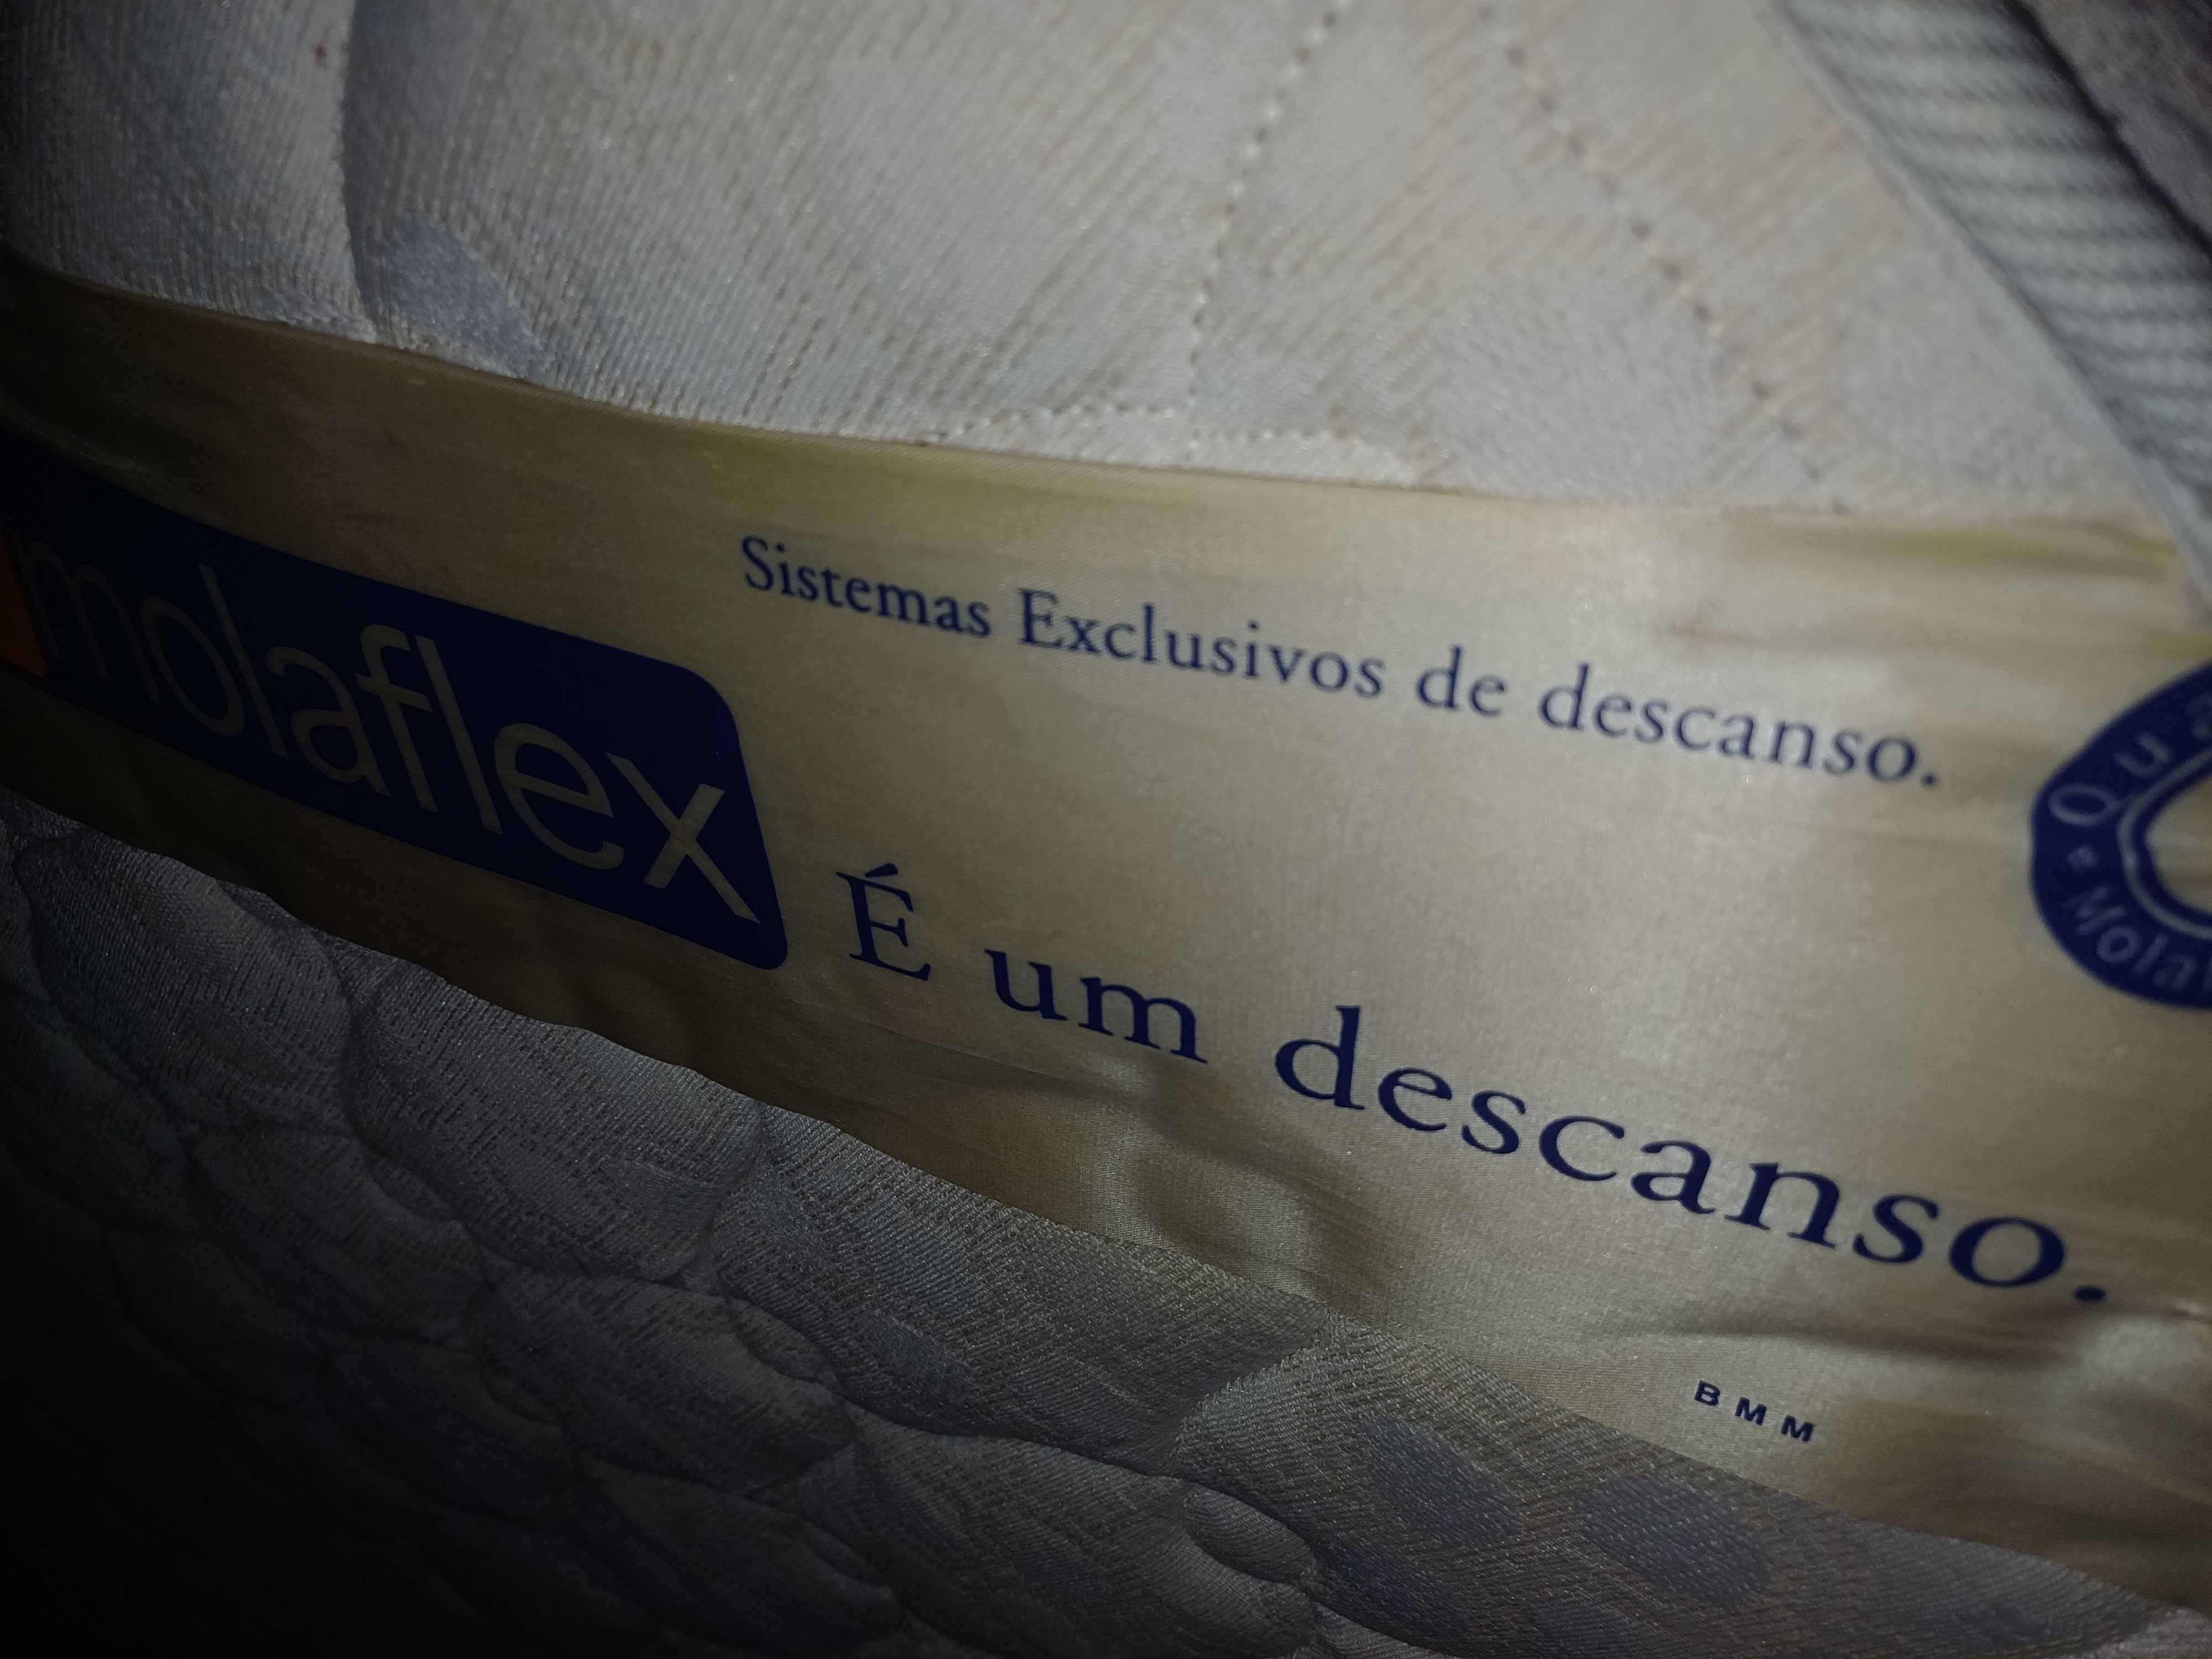 Sistemas Exclusivos de descanso.
molaflex
É um descanso.
BMM